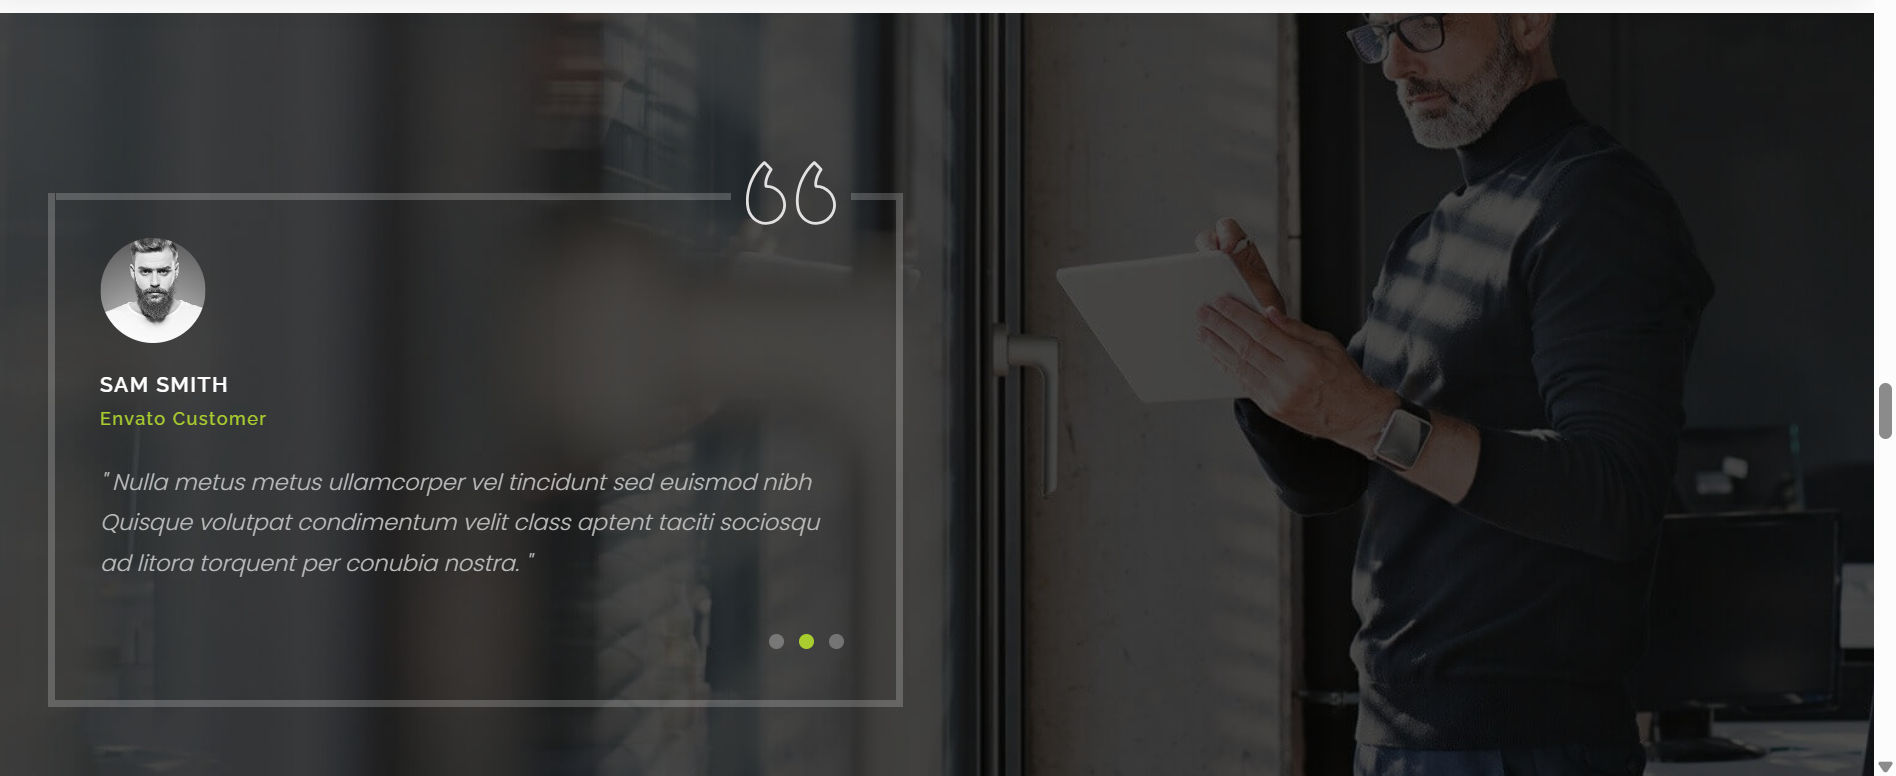 SAM SMITH
Envato Customer
" Nulla metus metus ullamcorper vel tincidunt sed euismod nibh
Quisque volutpat condimentum velit class aptent taciti sociosqu
ad litora torquent per conubia nostra. "